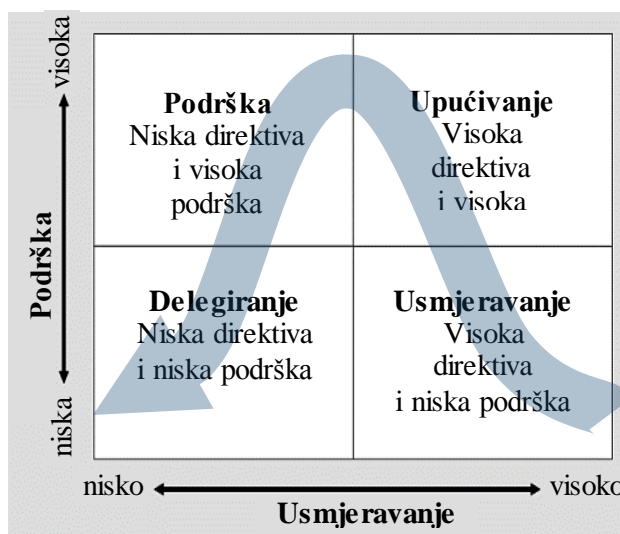 visoka
Podrška
niska
Podrška
Niska direktiva
i visoka
podrška
Upućivanje
Visoka
direktiva
i visoka
Delegiranje
Niska direktiva
i niska podrška
Usmjeravanje
Visoka
direktiva
i niska podrška
nisko
visoko
Usmjeravanje